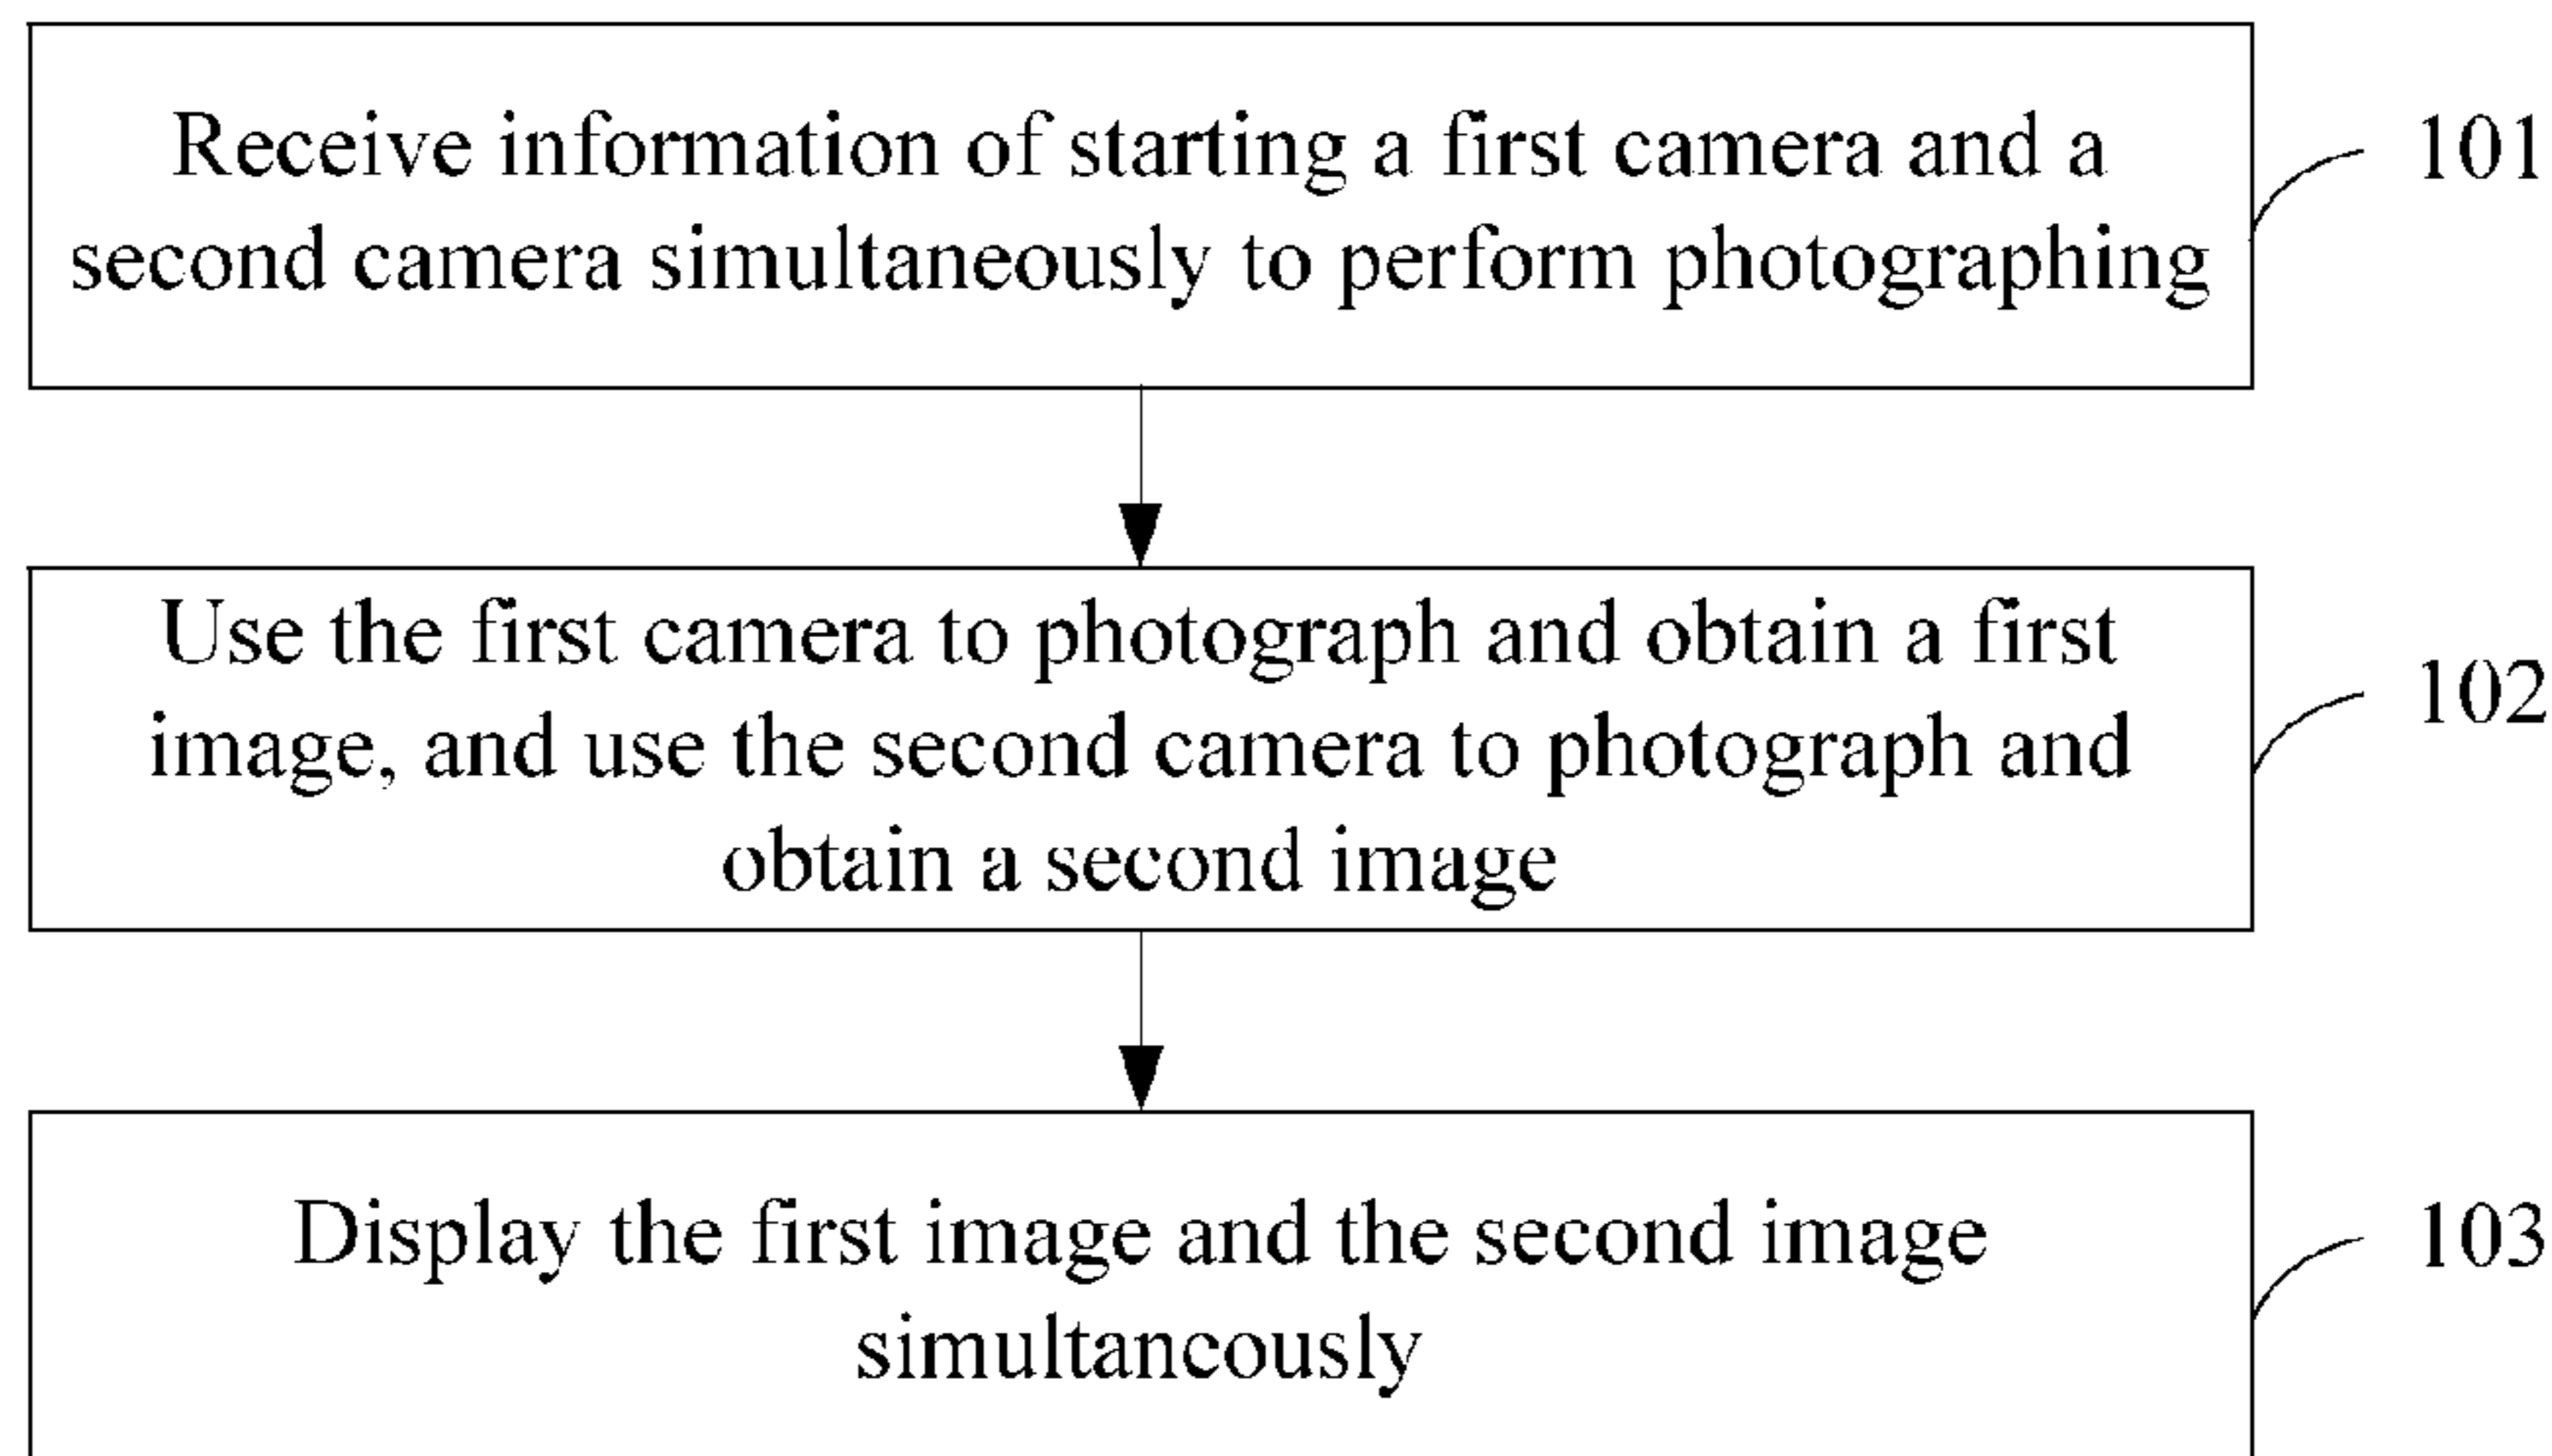 Receive information of starting a first camera and a
second camera simultaneously to perform photographing
101
Use the first camera to photograph and obtain a first
image, and use the second camera to photograph and
obtain a second image
102
Display the first image and the second image
simultaneously
103